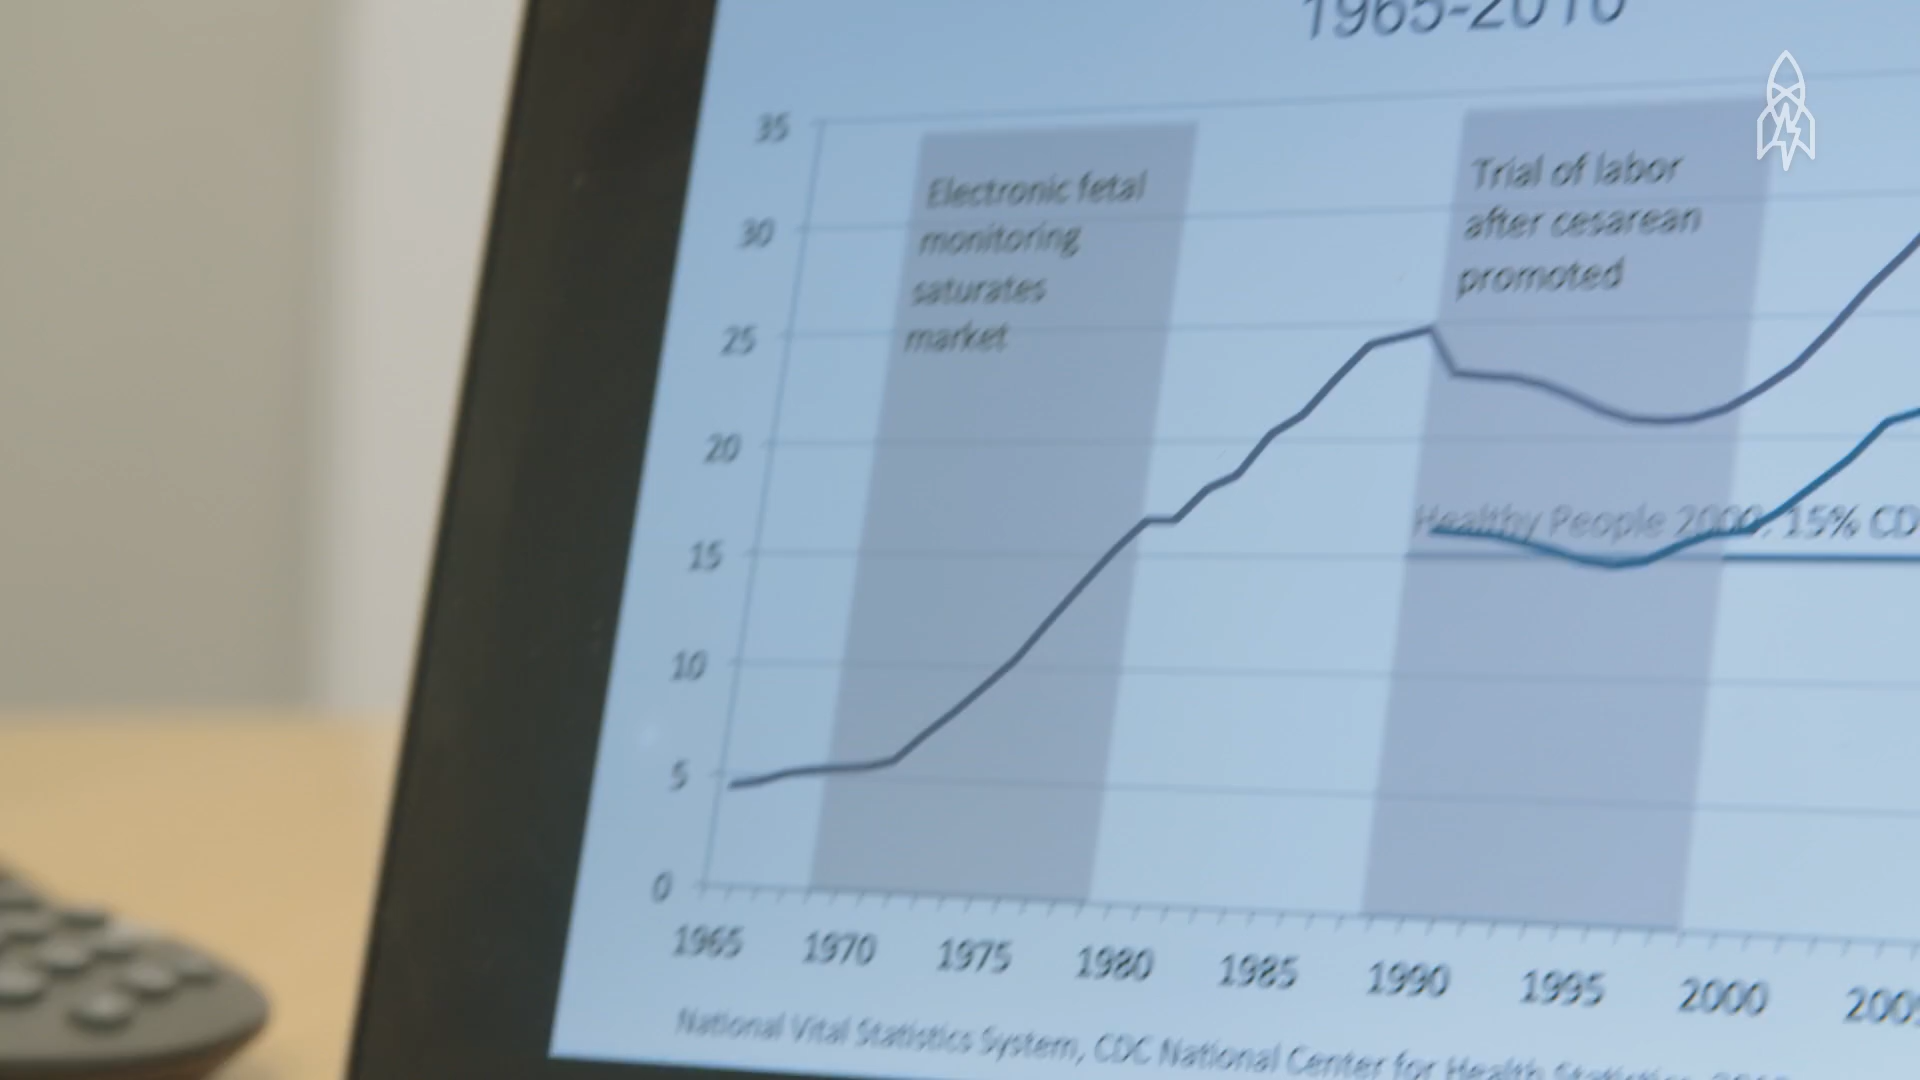 1965-2010
35
30
25
20
15
10
5
0
Electronic fetal
monitoring
saturates
market
Trial of labor
after cesarean
promoted
Healthy People 2000: 15% CD
1965 1970 1975 1980 1985 1990 1995 2000 200
National Vital Statistics System, CDC National Center for Health